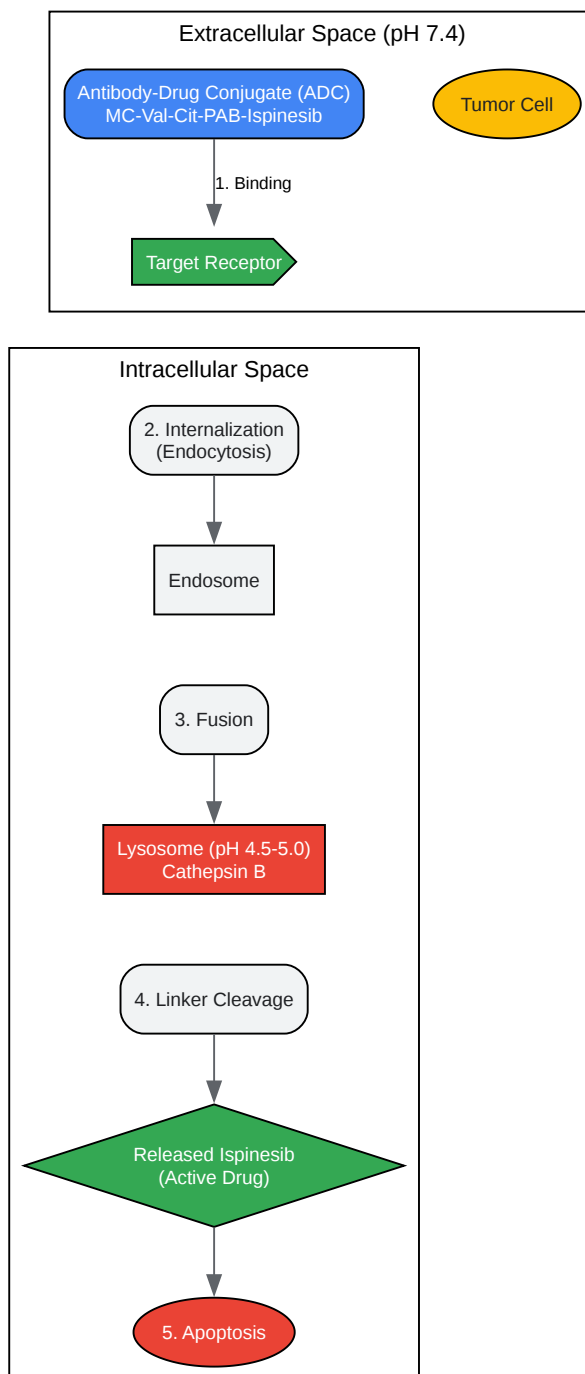 Extracellular Space (pH 7.4)
Antibody-Drug Conjugate (ADC)
MC-Val-Cit-PAB-Ispinesib
Tumor Cell
1. Binding
Target Receptor
Intracellular Space
2. Internalization
(Endocytosis)
Endosome
3. Fusion
Lysosome (pH 4.5-5.0)
Cathepsin B
4. Linker Cleavage
Released Ispinesib
(Active Drug)
5. Apoptosis